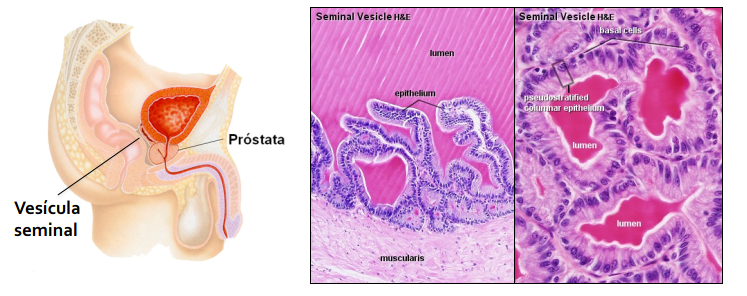 Próstata
Vesícula
seminal
Seminal Vesicle H&E
lumen
epithelium
muscularis
Seminal Vesicle H&E
basal cells
pseudostratified
columnar epithelium
lumen
lumen